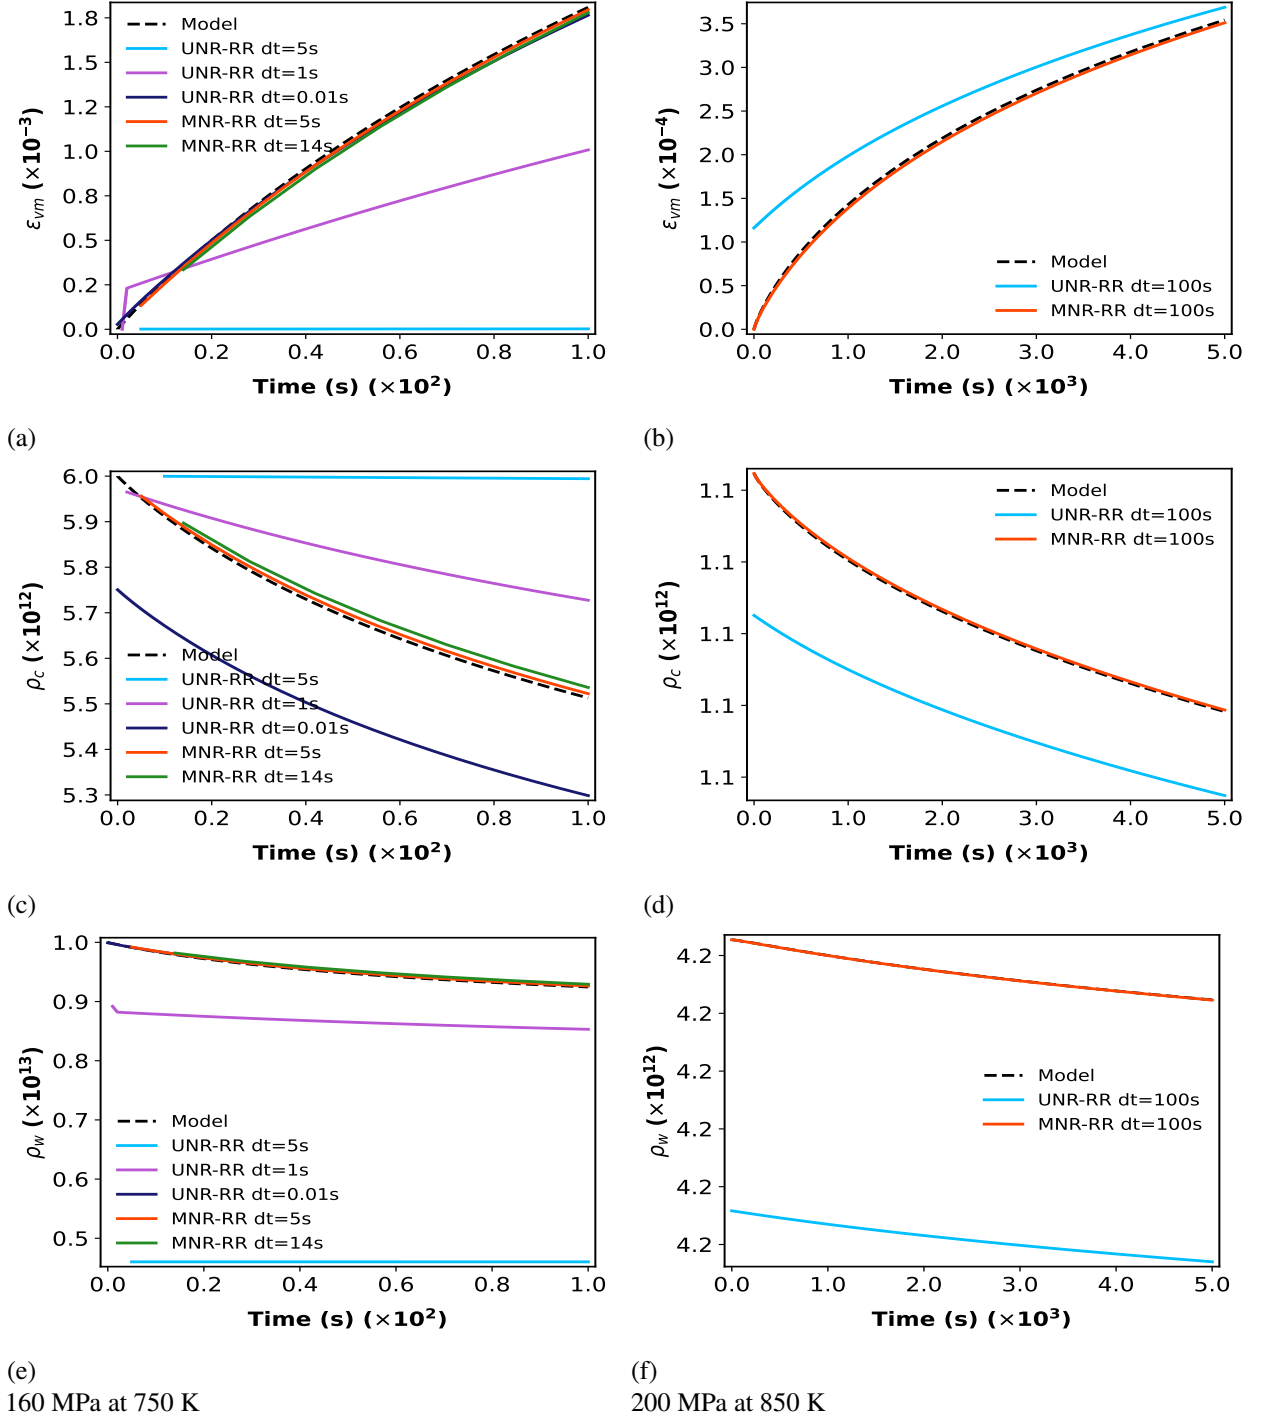 1.8
1.5
1.2
1.0
0.8
0.5
0.2
0.0
ε_vm (×10⁻³)
Model
UNR-RR dt=5s
UNR-RR dt=1s
UNR-RR dt=0.01s
MNR-RR dt=5s
MNR-RR dt=14s
0.0 0.2 0.4 0.6 0.8 1.0
Time (s) (×10²)
(a)
3.5
3.0
2.5
2.0
1.5
1.0
0.5
0.0
ε_vm (×10⁻⁴)
Model
UNR-RR dt=100s
MNR-RR dt=100s
0.0 1.0 2.0 3.0 4.0 5.0
Time (s) (×10³)
(b)
6.0
5.9
5.8
5.7
5.6
5.5
5.4
5.3
ρ_c (×10¹²)
Model
UNR-RR dt=5s
UNR-RR dt=1s
UNR-RR dt=0.01s
MNR-RR dt=5s
MNR-RR dt=14s
0.0 0.2 0.4 0.6 0.8 1.0
Time (s) (×10²)
(c)
1.1
1.1
1.1
1.1
1.1
ρ_c (×10¹²)
Model
UNR-RR dt=100s
MNR-RR dt=100s
0.0 1.0 2.0 3.0 4.0 5.0
Time (s) (×10³)
(d)
1.0
0.9
0.8
0.7
0.6
0.5
ρ_w (×10¹³)
Model
UNR-RR dt=5s
UNR-RR dt=1s
UNR-RR dt=0.01s
MNR-RR dt=5s
MNR-RR dt=14s
0.0 0.2 0.4 0.6 0.8 1.0
Time (s) (×10²)
(e)
160 MPa at 750 K
4.2
4.2
4.2
4.2
4.2
4.2
ρ_w (×10¹²)
Model
UNR-RR dt=100s
MNR-RR dt=100s
0.0 1.0 2.0 3.0 4.0 5.0
Time (s) (×10³)
(f)
200 MPa at 850 K